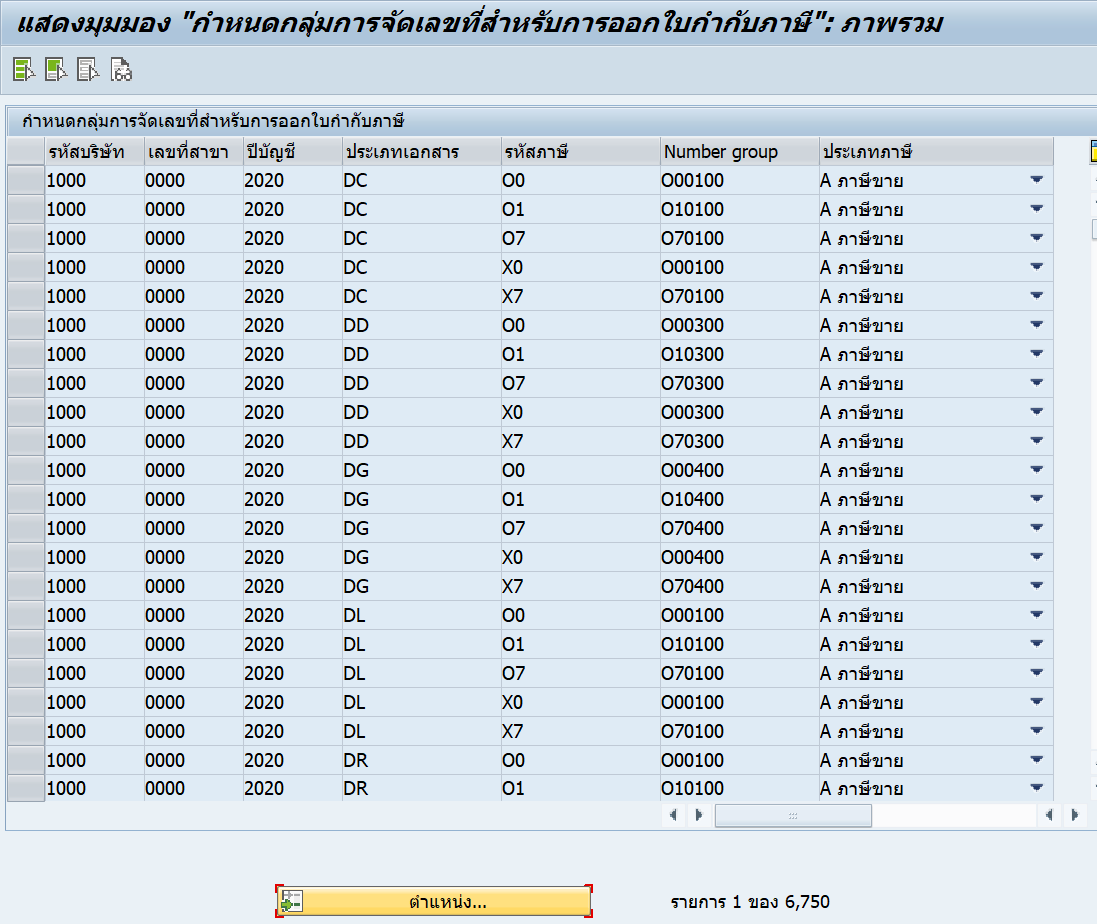 แสดงมุมมอง "กำหนดกลุ่มการจัดเลขที่สำหรับการออกใบกำกับภาษี": ภาพรวม
กำหนดกลุ่มการจัดเลขที่สำหรับการออกใบกำกับภาษี
รหัสบริษัท เลขที่สาขา ปีบัญชี ประเภทเอกสาร รหัสภาษี Number group ประเภทภาษี
1000 0000 2020 DC O0 O00100 A ภาษีขาย
1000 0000 2020 DC O1 O10100 A ภาษีขาย
1000 0000 2020 DC O7 O70100 A ภาษีขาย
1000 0000 2020 DC X0 O00100 A ภาษีขาย
1000 0000 2020 DC X7 O70100 A ภาษีขาย
1000 0000 2020 DD O0 O00300 A ภาษีขาย
1000 0000 2020 DD O1 O10300 A ภาษีขาย
1000 0000 2020 DD O7 O70300 A ภาษีขาย
1000 0000 2020 DD X0 O00300 A ภาษีขาย
1000 0000 2020 DD X7 O70300 A ภาษีขาย
1000 0000 2020 DG O0 O00400 A ภาษีขาย
1000 0000 2020 DG O1 O10400 A ภาษีขาย
1000 0000 2020 DG O7 O70400 A ภาษีขาย
1000 0000 2020 DG X0 O00400 A ภาษีขาย
1000 0000 2020 DG X7 O70400 A ภาษีขาย
1000 0000 2020 DL O0 O00100 A ภาษีขาย
1000 0000 2020 DL O1 O10100 A ภาษีขาย
1000 0000 2020 DL O7 O70100 A ภาษีขาย
1000 0000 2020 DL X0 O00100 A ภาษีขาย
1000 0000 2020 DL X7 O70100 A ภาษีขาย
1000 0000 2020 DR O0 O00100 A ภาษีขาย
1000 0000 2020 DR O1 O10100 A ภาษีขาย
ตำแหน่ง... รายการ 1 ของ 6,750